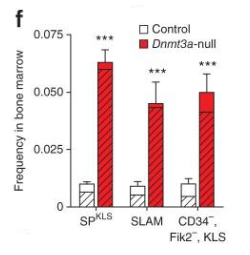 f
Control
Dnmt3a-null
Frequency in bone marrow
0.075
0.050
0.025
0
***
***
***
SP^KLS
SLAM
CD34⁻,
Flk2⁻, KLS